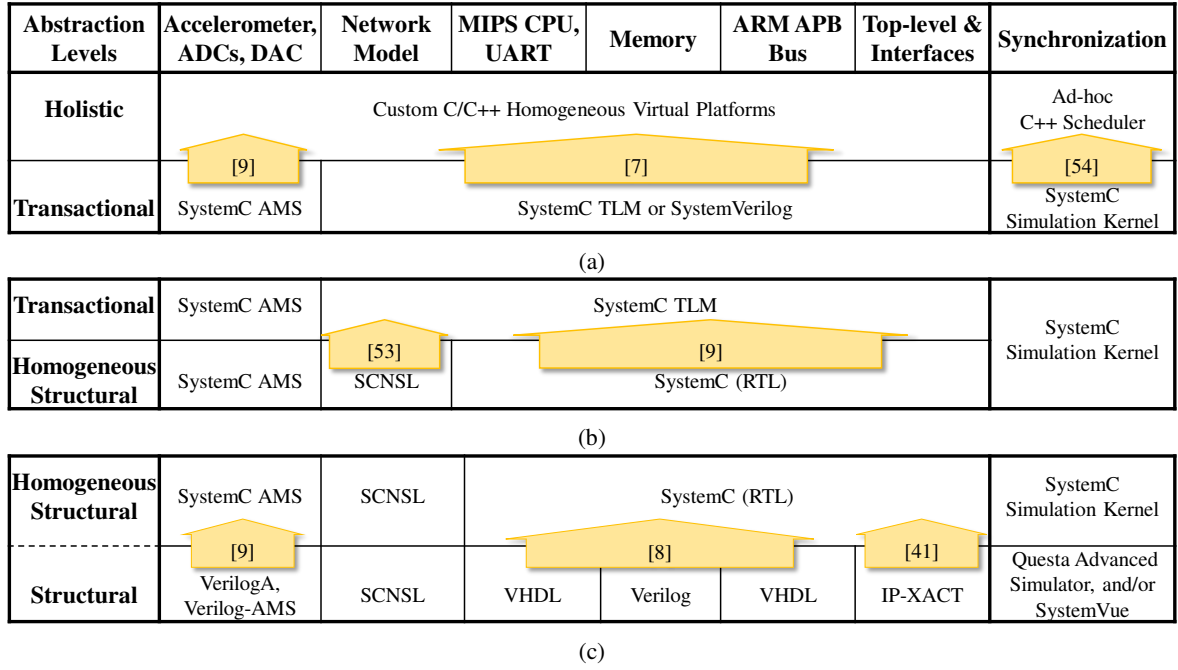 Abstraction Levels
Accelerometer, ADCs, DAC
Network Model
MIPS CPU, UART
Memory
ARM APB Bus
Top-level & Interfaces
Synchronization
Holistic
Custom C/C++ Homogeneous Virtual Platforms
Ad-hoc
C++ Scheduler
[9]
[7]
[54]
Transactional
SystemC AMS
SystemC TLM or SystemVerilog
SystemC
Simulation Kernel
(a)
Transactional
SystemC AMS
SystemC TLM
SystemC
Simulation Kernel
[53]
[9]
Homogeneous
Structural
SystemC AMS
SCNSL
SystemC (RTL)
(b)
Homogeneous
Structural
SystemC AMS
SCNSL
SystemC (RTL)
SystemC
Simulation Kernel
[9]
[8]
[41]
Structural
VerilogA,
Verilog-AMS
SCNSL
VHDL
Verilog
VHDL
IP-XACT
Questa Advanced
Simulator, and/or
SystemVue
(c)